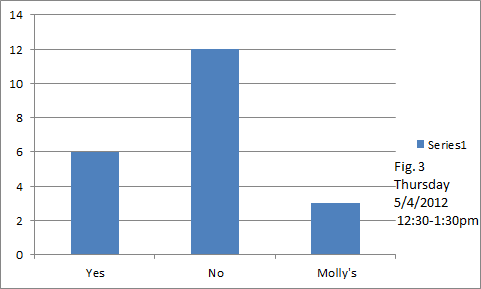 14
12
10
8
6
4
2
0
Yes No Molly's
Series1
Fig. 3
Thursday
5/4/2012
12:30-1:30pm